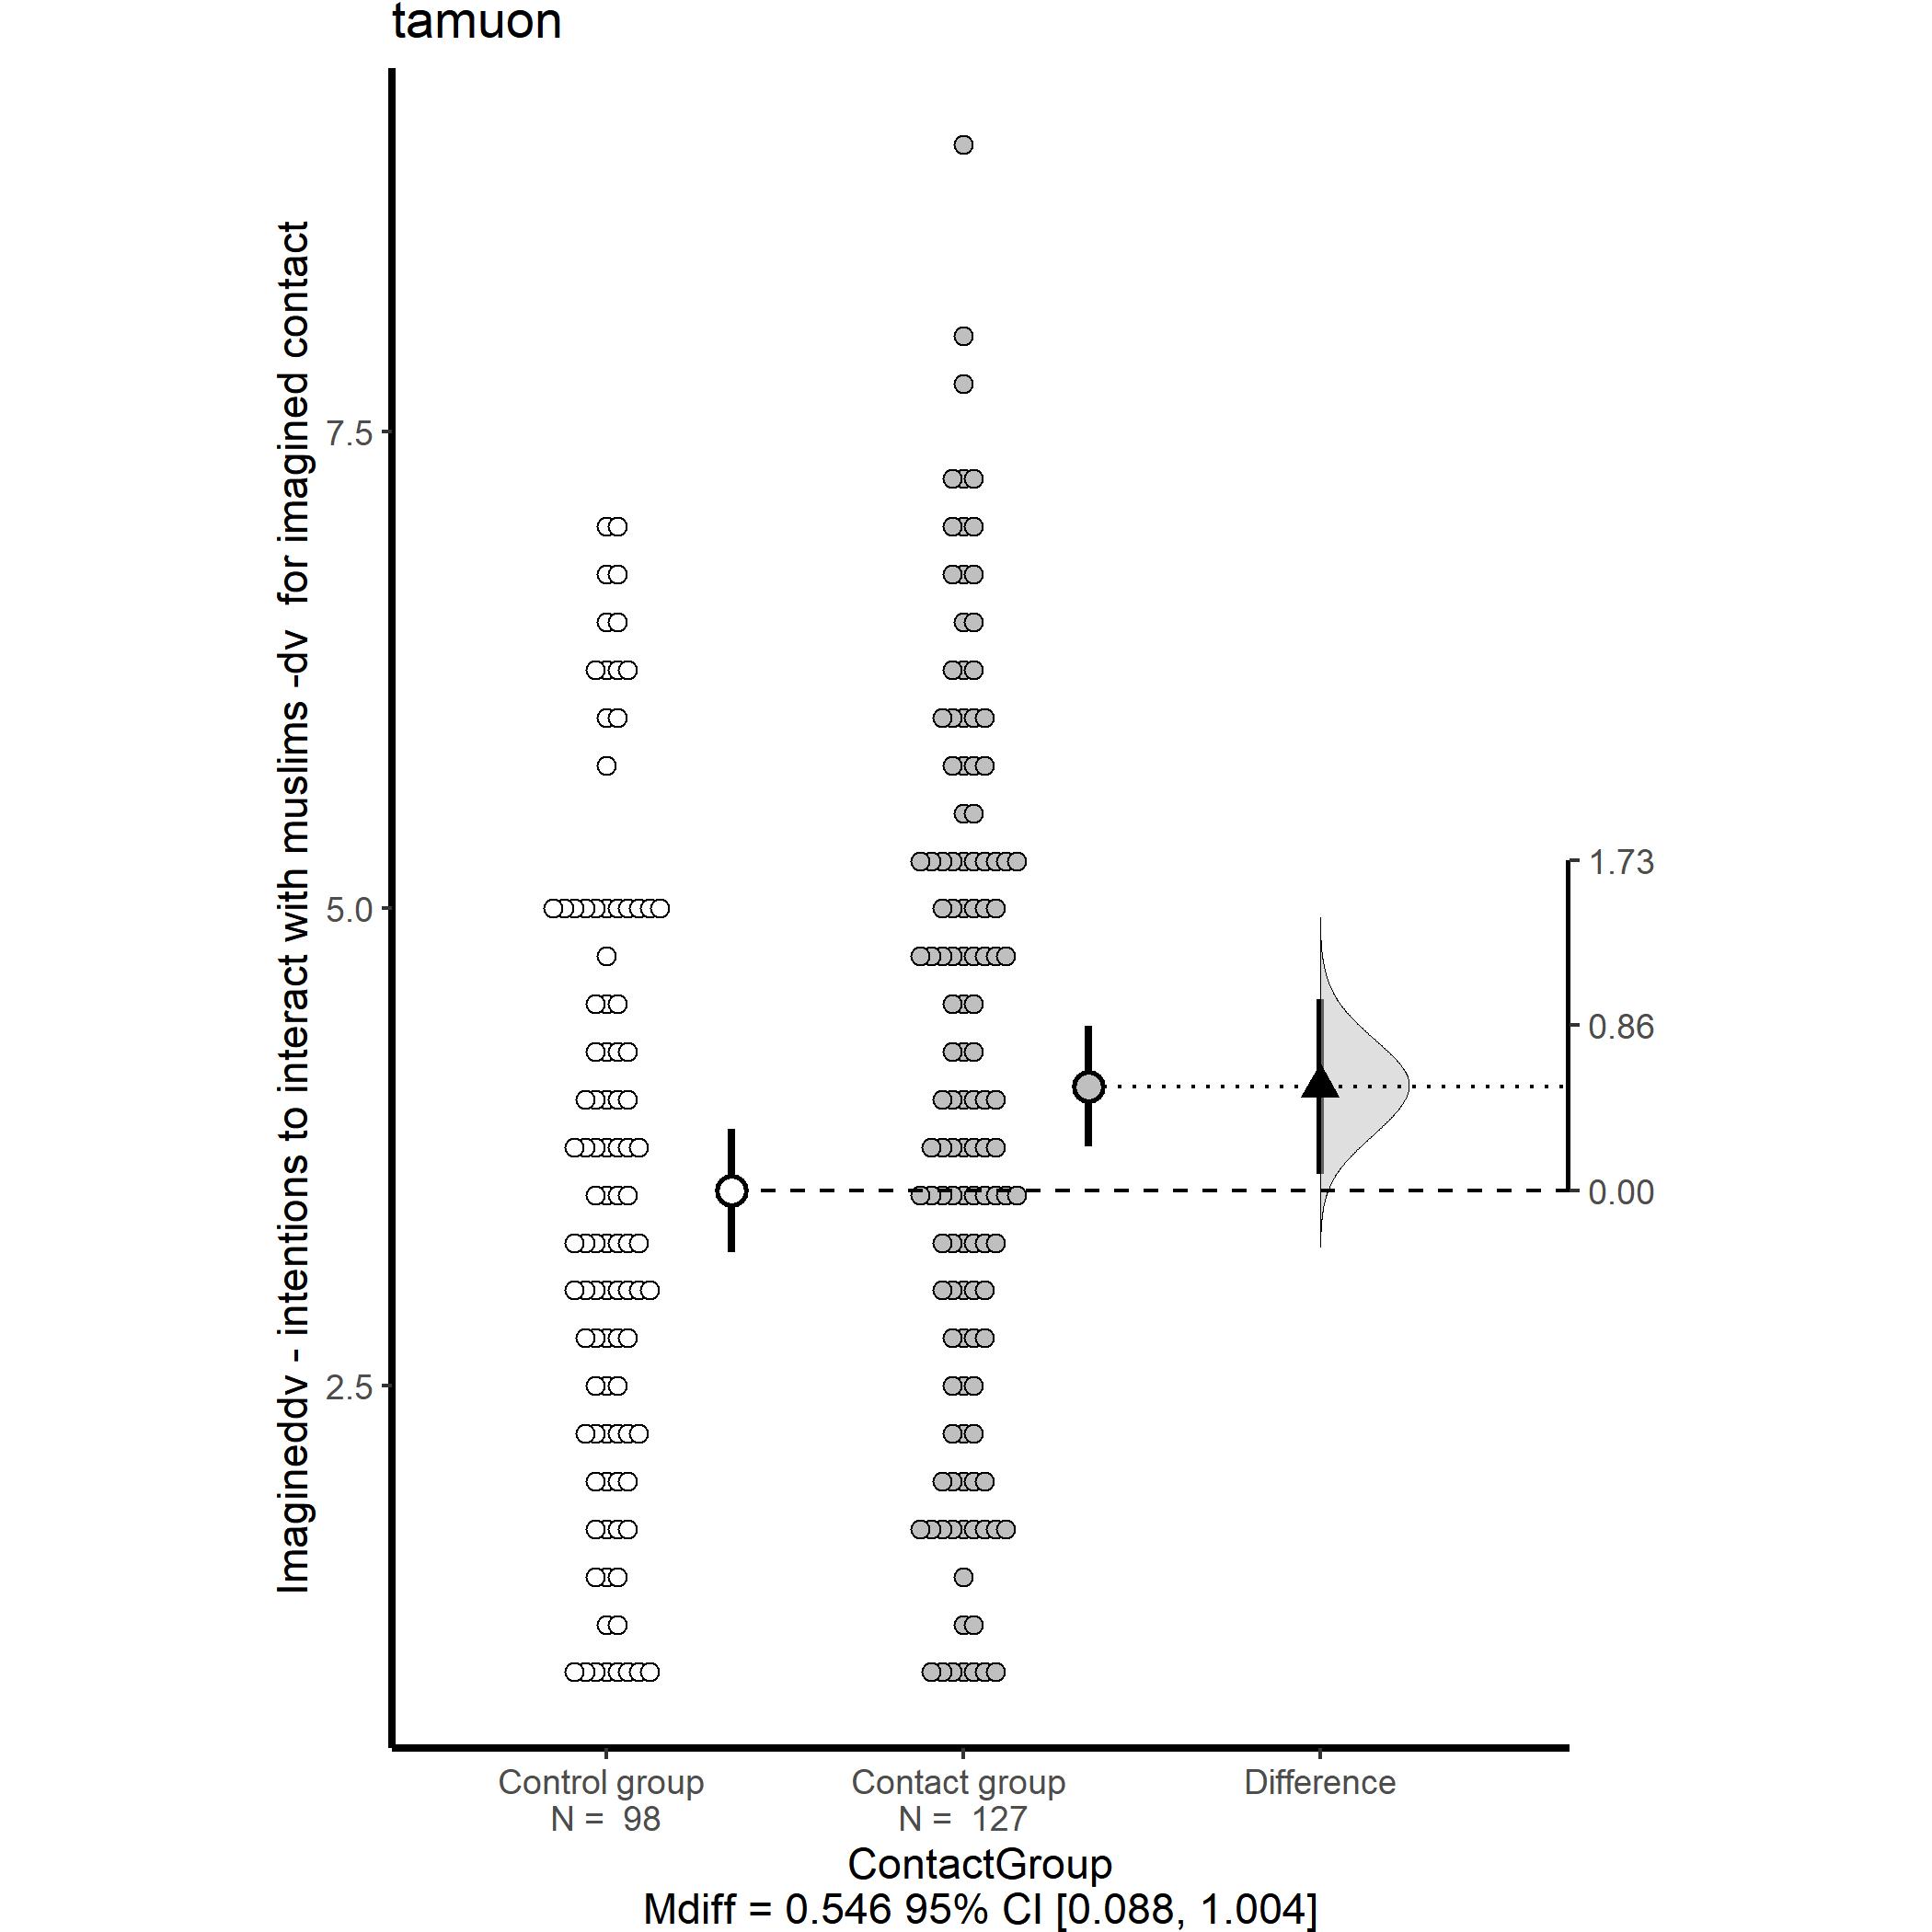 tamuon
Imagineddv - intentions to interact with muslims -dv  for imagined contact
7.5
5.0
2.5
1.73
0.86
0.00
Control group
N =  98
Contact group
N =  127
Difference
ContactGroup
Mdiff = 0.546 95% CI [0.088, 1.004]